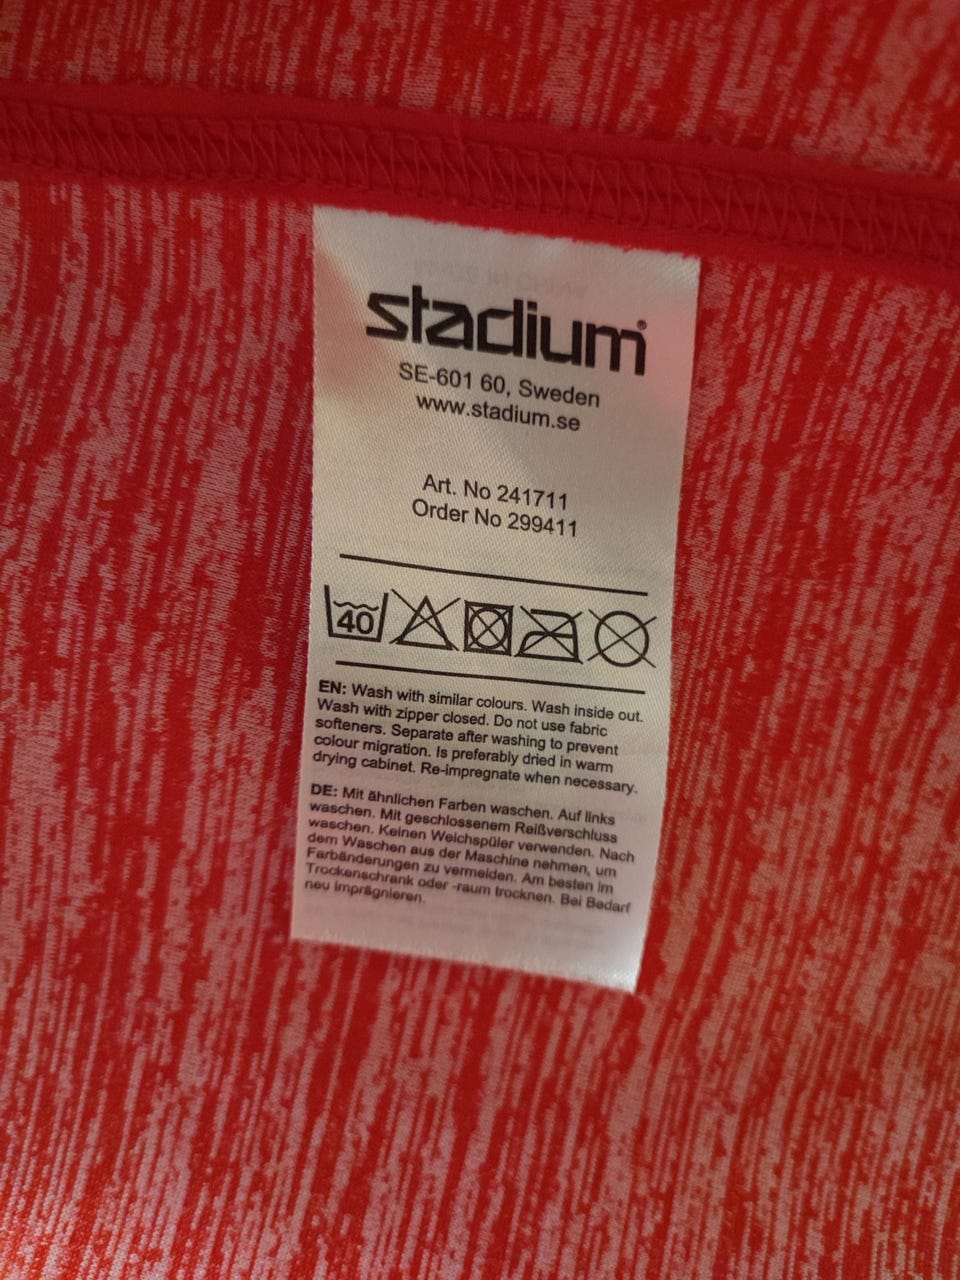 stadium®
SE-601 60, Sweden
www.stadium.se
Art. No 241711
Order No 299411
40
EN: Wash with similar colours. Wash inside out.
Wash with zipper closed. Do not use fabric
softeners. Separate after washing to prevent
colour migration. Is preferably dried in warm
drying cabinet. Re-impregnate when necessary.
DE: Mit ähnlichen Farben waschen. Auf links
waschen. Mit geschlossenem Reißverschluss
waschen. Keinen Weichspüler verwenden. Nach
dem Waschen aus der Maschine nehmen, um
Farbänderungen zu vermeiden. Am besten im
Trockenschrank oder -raum trocknen. Bei Bedarf
neu imprägnieren.